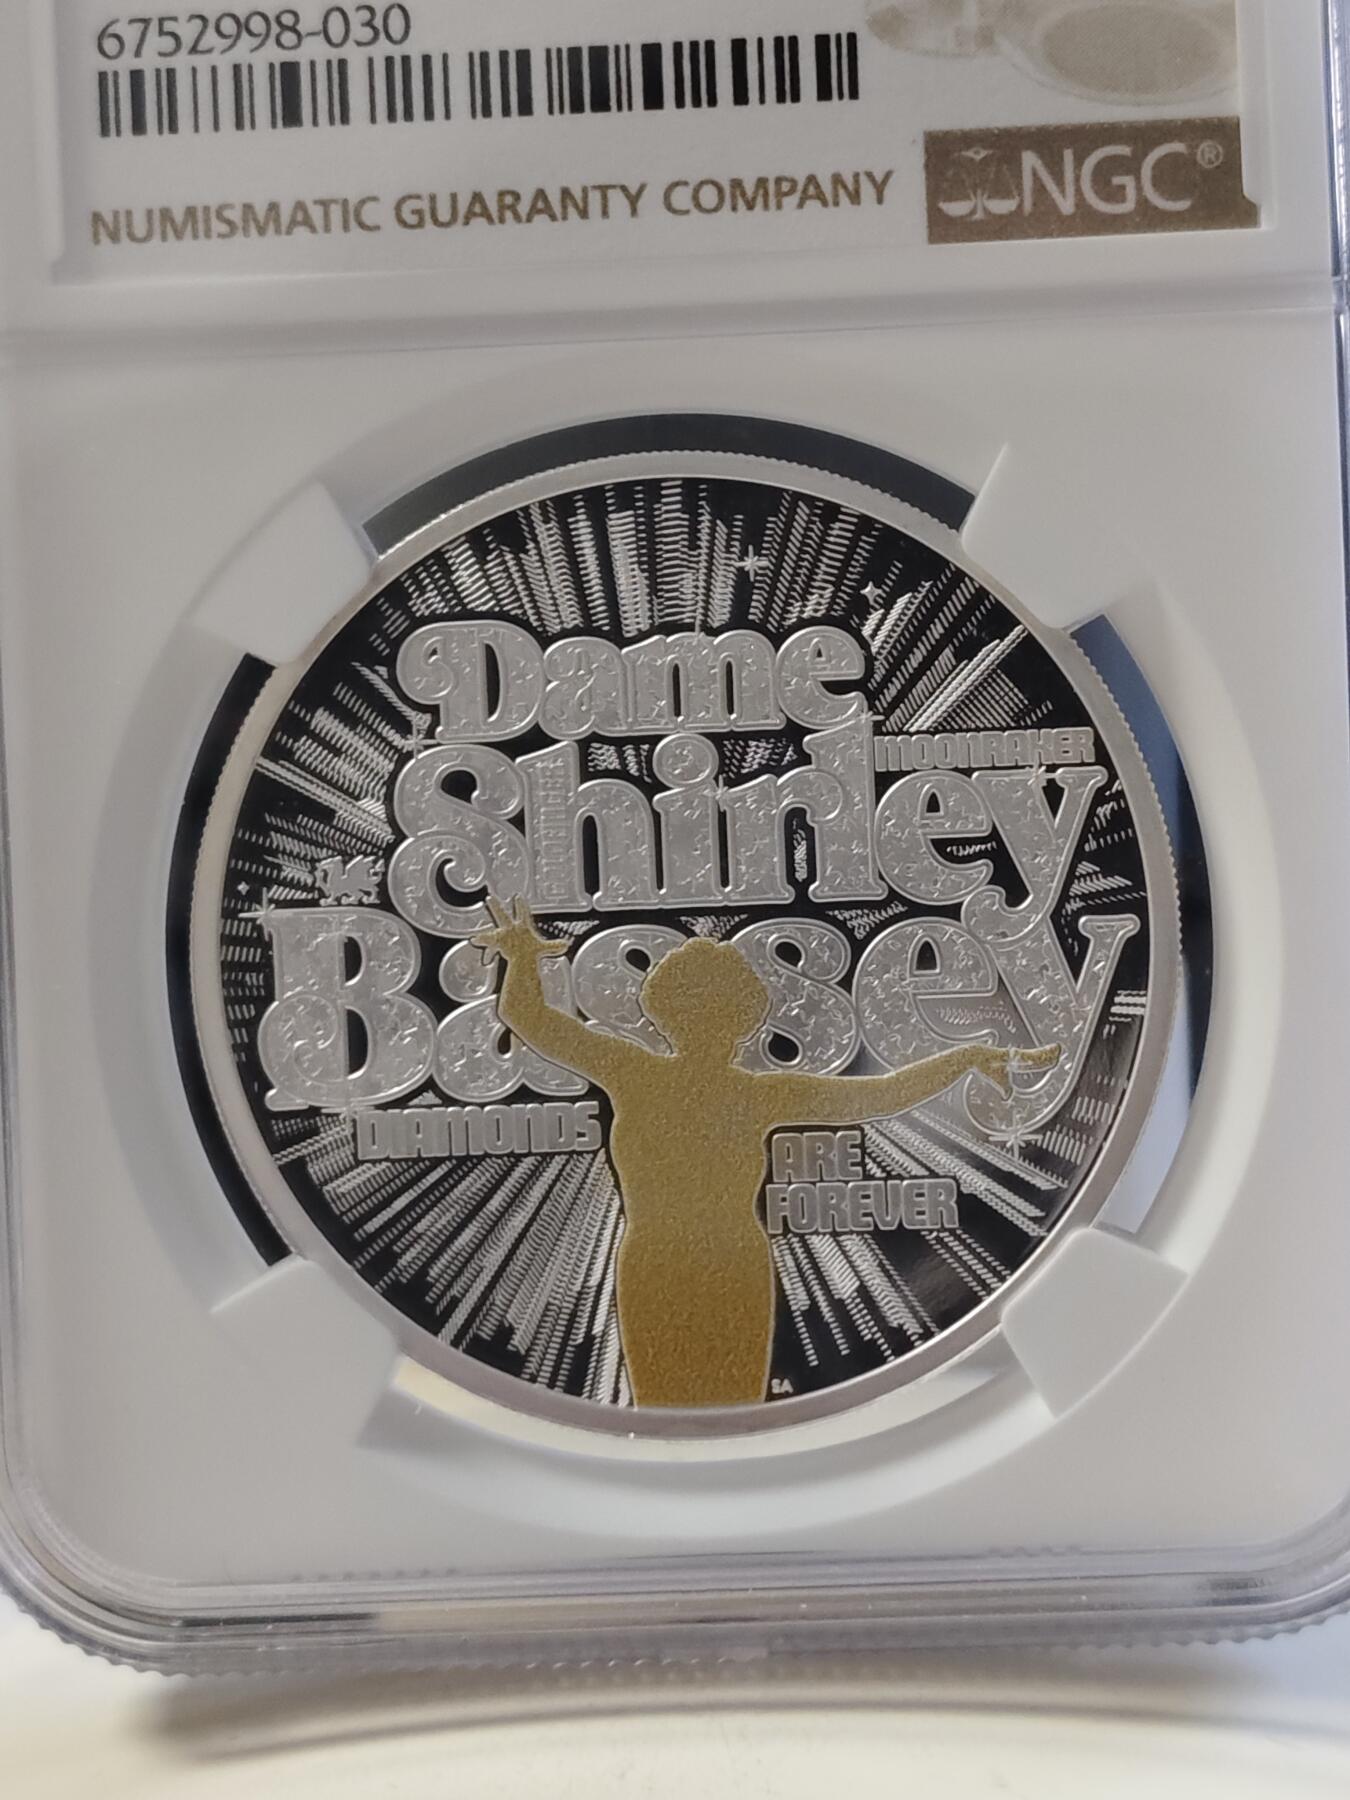 6752998-030
NUMISMATIC GUARANTY COMPANY
NGC®
Dame
Shirley
MOONRAKER
Bassey
DIAMONDS
ARE
FOREVER
SA